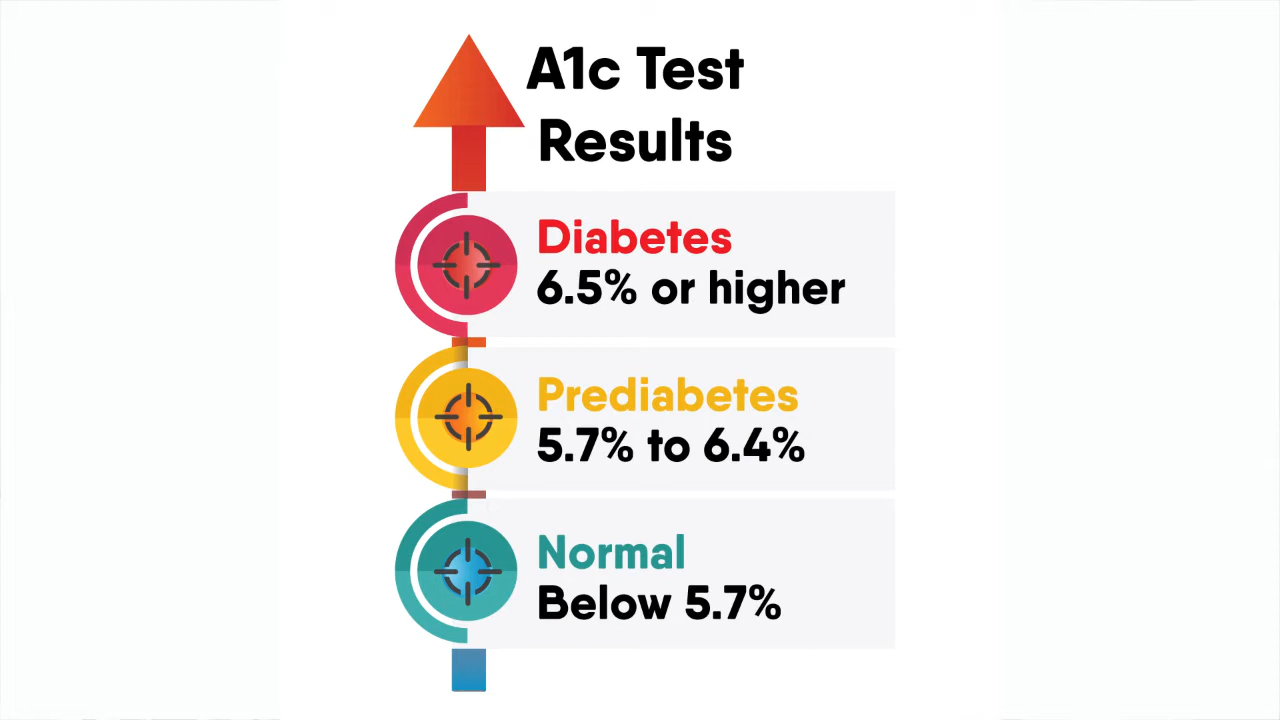 A1c Test
Results
Diabetes
6.5% or higher
Prediabetes
5.7% to 6.4%
Normal
Below 5.7%